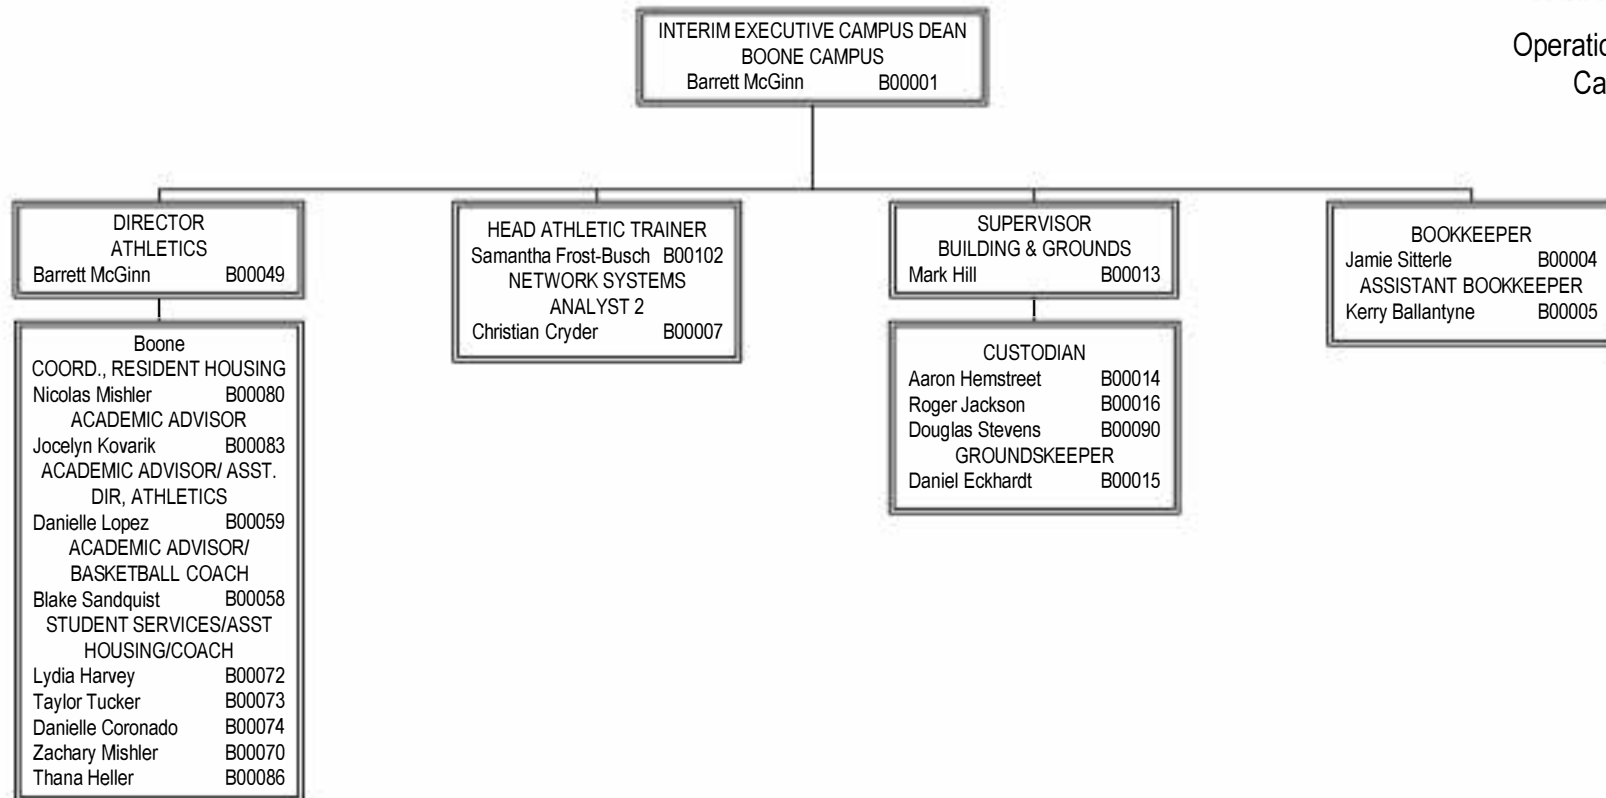 INTERIM EXECUTIVE CAMPUS DEAN
BOONE CAMPUS
Barrett McGinn B00001
DIRECTOR
ATHLETICS
Barrett McGinn B00049
Boone
COORD., RESIDENT HOUSING
Nicolas Mishler B00080
ACADEMIC ADVISOR
Jocelyn Kovarik B00083
ACADEMIC ADVISOR/ ASST.
DIR, ATHLETICS
Danielle Lopez B00059
ACADEMIC ADVISOR/
BASKETBALL COACH
Blake Sandquist B00058
STUDENT SERVICES/ASST
HOUSING/COACH
Lydia Harvey B00072
Taylor Tucker B00073
Danielle Coronado B00074
Zachary Mishler B00070
Thana Heller B00086
HEAD ATHLETIC TRAINER
Samantha Frost-Busch B00102
NETWORK SYSTEMS
ANALYST 2
Christian Cryder B00007
SUPERVISOR
BUILDING & GROUNDS
Mark Hill B00013
CUSTODIAN
Aaron Hemstreet B00014
Roger Jackson B00016
Douglas Stevens B00090
GROUNDSKEEPER
Daniel Eckhardt B00015
BOOKKEEPER
Jamie Sitterle B00004
ASSISTANT BOOKKEEPER
Kerry Ballantyne B00005